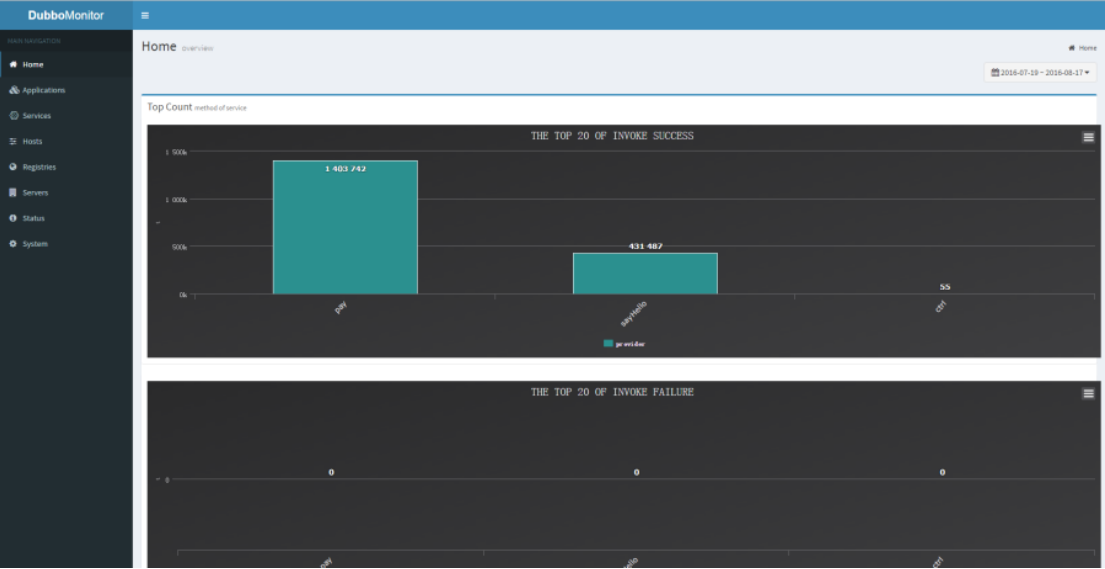 DubboMonitor
MAIN NAVIGATION
Home
Applications
Services
Hosts
Registries
Servers
Status
System
Home overview
Home
2016-07-19 ~ 2016-08-17
Top Count method of service
THE TOP 20 OF INVOKE SUCCESS
1 500k
1 000k
500k
0k
1 403 742
431 487
55
pay
sayHello
ctrl
provider
THE TOP 20 OF INVOKE FAILURE
0
0
0
0
pay
ello
ctrl